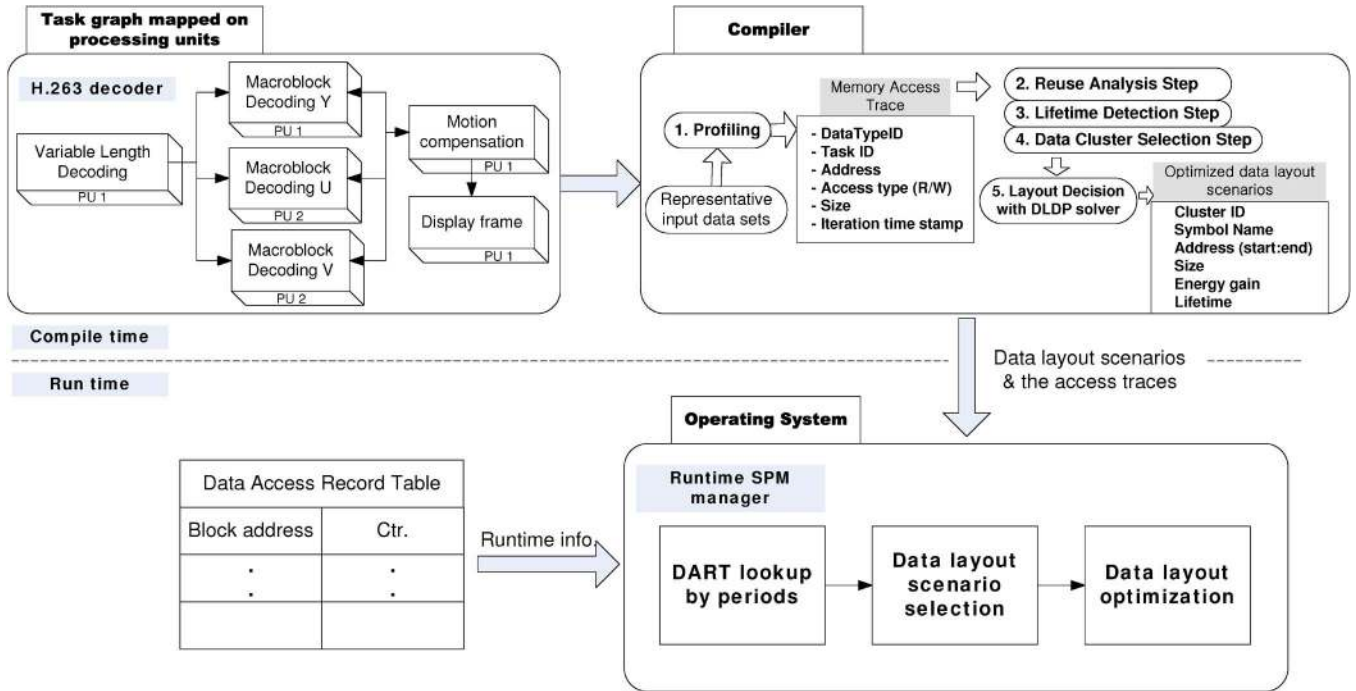 Task graph mapped on
processing units
H.263 decoder
Variable Length
Decoding
PU 1
Macroblock
Decoding Y
PU 1
Macroblock
Decoding U
PU 2
Macroblock
Decoding V
PU 2
Motion
compensation
PU 1
Display frame
PU 1
Compiler
1. Profiling
Representative
input data sets
Memory Access
Trace
- DataTypeID
- Task ID
- Address
- Access type (R/W)
- Size
- Iteration time stamp
2. Reuse Analysis Step
3. Lifetime Detection Step
4. Data Cluster Selection Step
5. Layout Decision
with DLDP solver
Optimized data layout
scenarios
Cluster ID
Symbol Name
Address (start:end)
Size
Energy gain
Lifetime
Compile time
Run time
Data layout scenarios
& the access traces
Data Access Record Table
Block address Ctr.
Runtime info.
Operating System
Runtime SPM
manager
DART lookup
by periods
Data layout
scenario
selection
Data layout
optimization